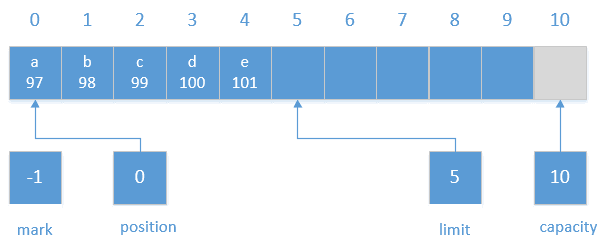 0 1 2 3 4 5 6 7 8 9 10
a b c d e
97 98 99 100 101
-1 0 5 10
mark position limit capacity